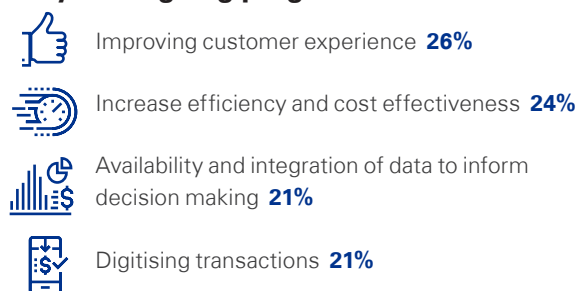 Improving customer experience 26%
Increase efficiency and cost effectiveness 24%
Availability and integration of data to inform
decision making 21%
Digitising transactions 21%